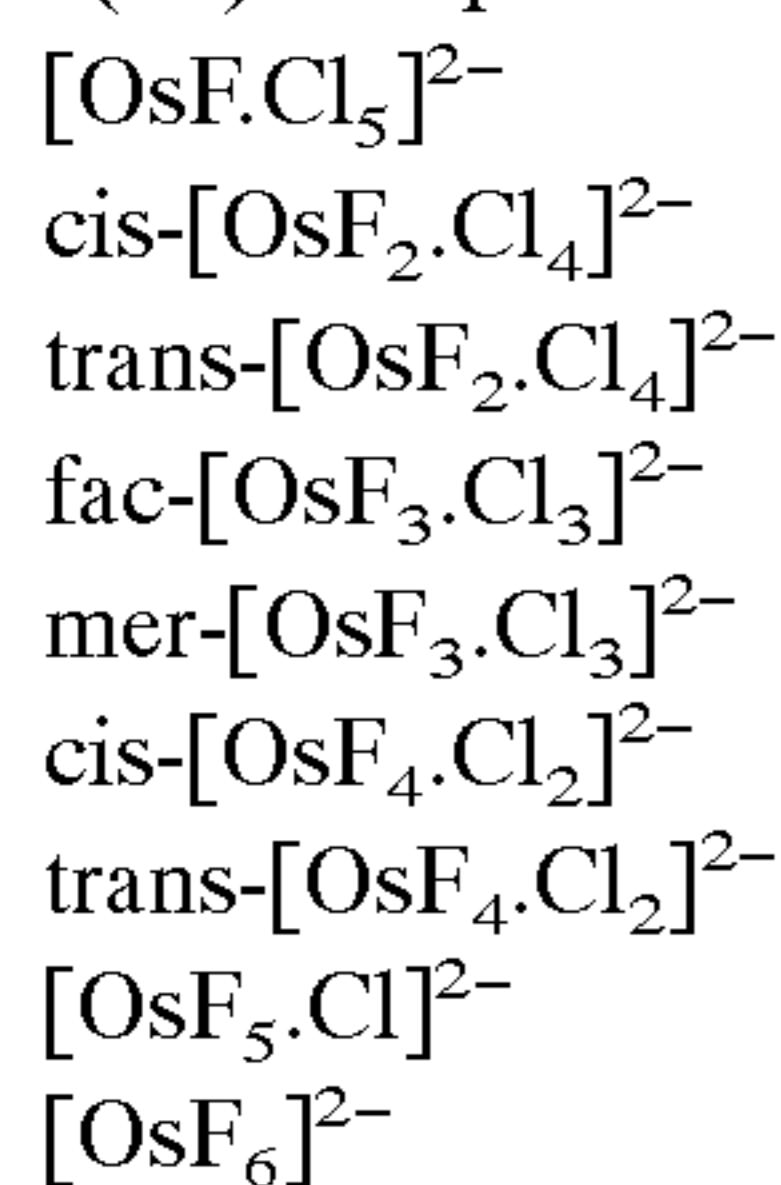 [OsF.Cl₅]²⁻
cis-[OsF₂.Cl₄]²⁻
trans-[OsF₂.Cl₄]²⁻
fac-[OsF₃.Cl₃]²⁻
mer-[OsF₃.Cl₃]²⁻
cis-[OsF₄.Cl₂]²⁻
trans-[OsF₄.Cl₂]²⁻
[OsF₅.Cl]²⁻
[OsF₆]²⁻